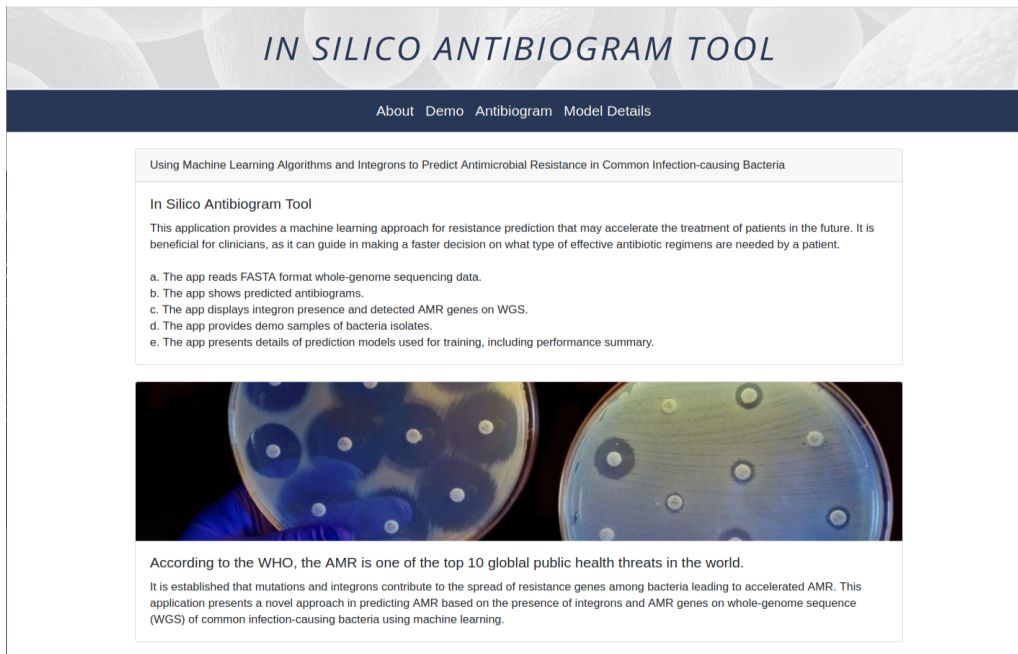 IN SILICO ANTIBIOGRAM TOOL
About Demo Antibiogram Model Details
Using Machine Learning Algorithms and Integrons to Predict Antimicrobial Resistance in Common Infection-causing Bacteria
In Silico Antibiogram Tool
This application provides a machine learning approach for resistance prediction that may accelerate the treatment of patients in the future. It is
beneficial for clinicians, as it can guide in making a faster decision on what type of effective antibiotic regimens are needed by a patient.
a. The app reads FASTA format whole-genome sequencing data.
b. The app shows predicted antibiograms.
c. The app displays integron presence and detected AMR genes on WGS.
d. The app provides demo samples of bacteria isolates.
e. The app presents details of prediction models used for training, including performance summary.
According to the WHO, the AMR is one of the top 10 globlal public health threats in the world.
It is established that mutations and integrons contribute to the spread of resistance genes among bacteria leading to accelerated AMR. This
application presents a novel approach in predicting AMR based on the presence of integrons and AMR genes on whole-genome sequence
(WGS) of common infection-causing bacteria using machine learning.